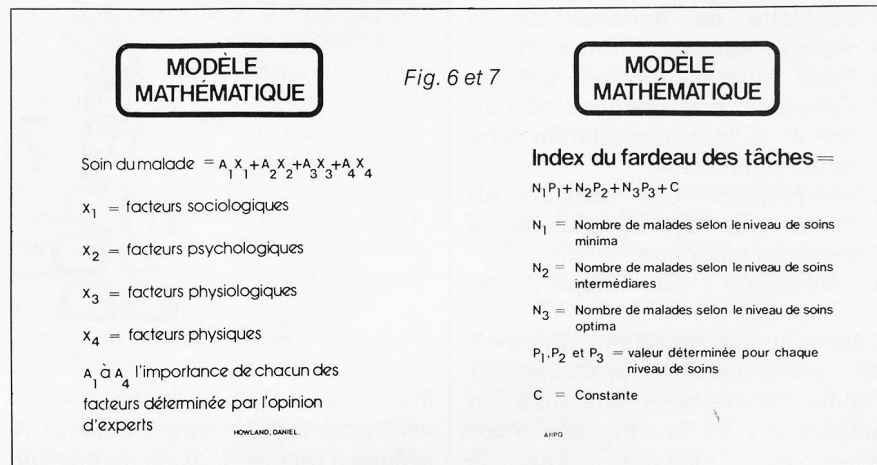 MODÈLE
MATHÉMATIQUE
Soin du malade = A₁X₁+A₂X₂+A₃X₃+A₄X₄
X₁ = facteurs sociologiques
X₂ = facteurs psychologiques
X₃ = facteurs physiologiques
X₄ = facteurs physiques
A₁ à A₄ l'importance de chacun des
facteurs déterminée par l'opinion
d'experts
HOWLAND, DANIEL.
Fig. 6 et 7
MODÈLE
MATHÉMATIQUE
Index du fardeau des tâches=
N₁P₁+N₂P₂+N₃P₃+C
N₁ = Nombre de malades selon le niveau de soins
minima
N₂ = Nombre de malades selon le niveau de soins
intermédiares
N₃ = Nombre de malades selon le niveau de soins
optima
P₁,P₂ et P₃ = valeur déterminée pour chaque
niveau de soins
C = Constante